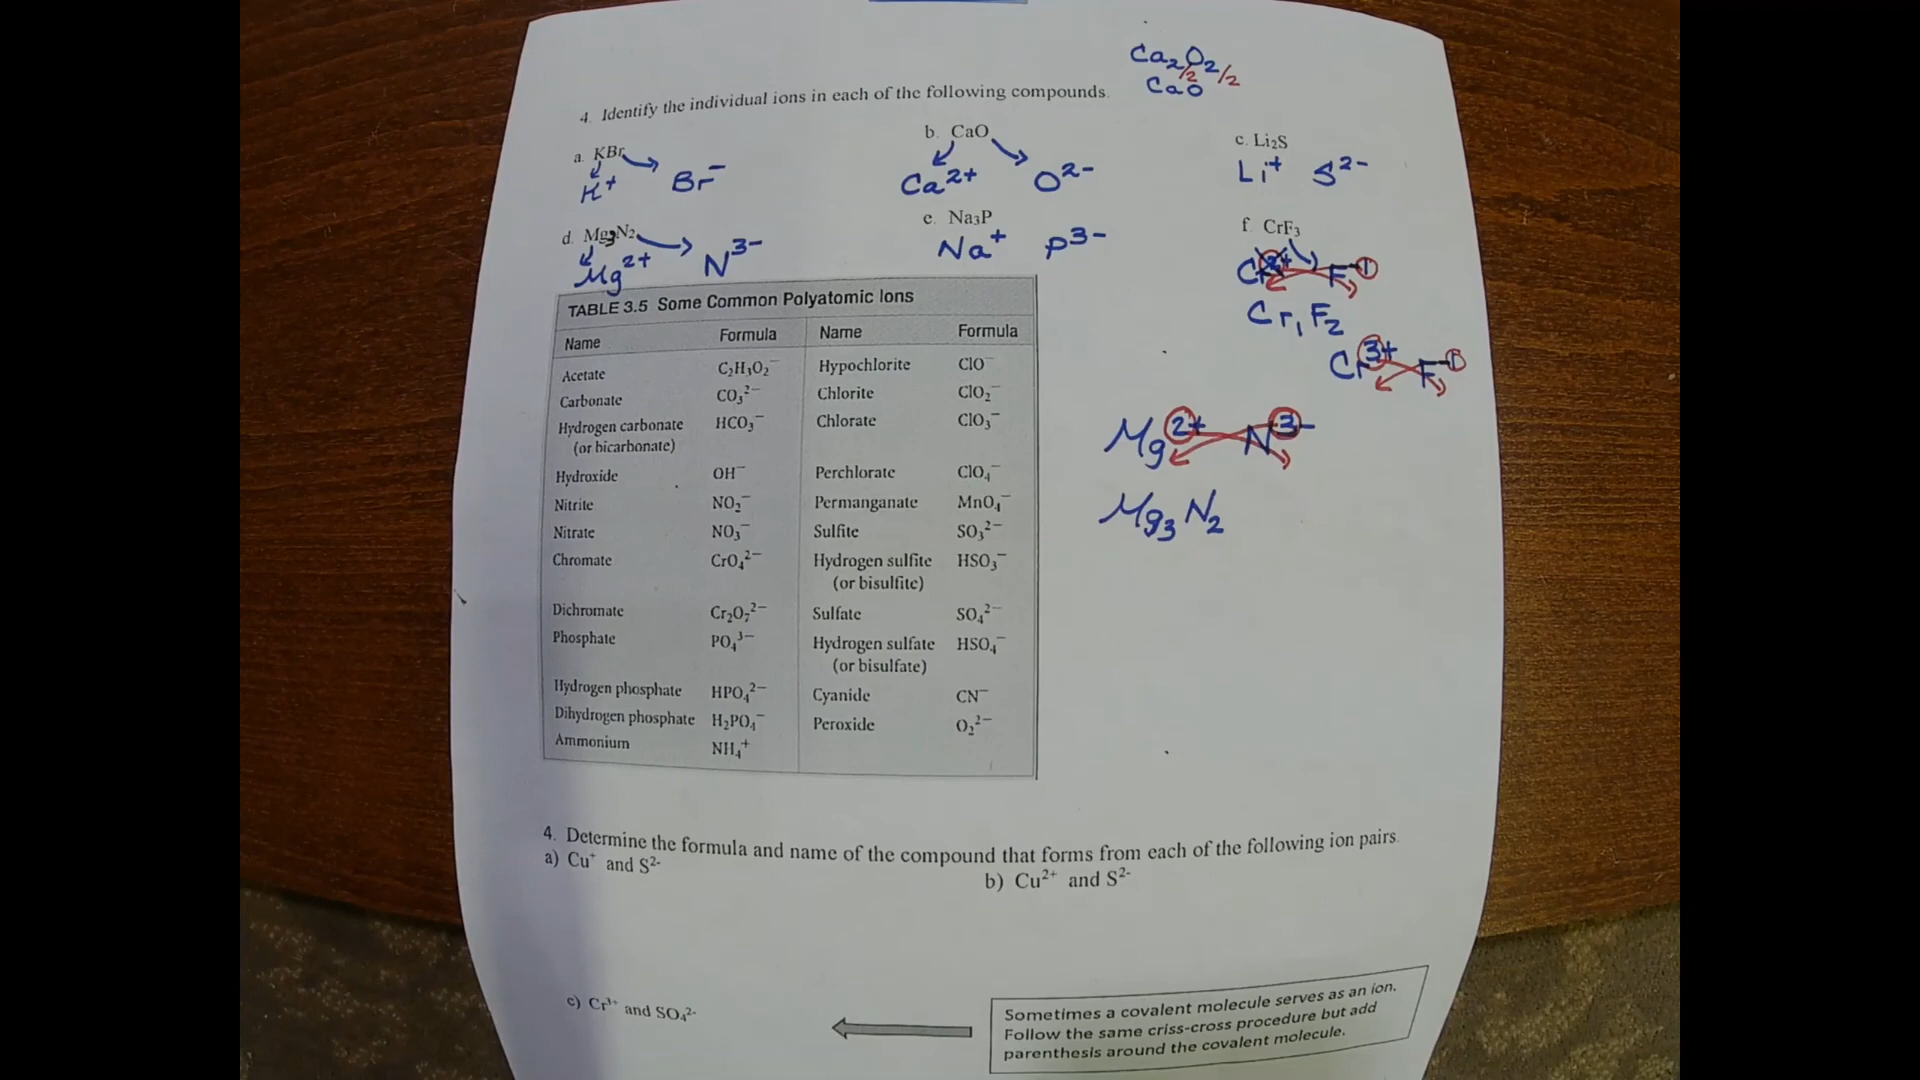 Ca₂O₂
/2 /2
CaO
4. Identify the individual ions in each of the following compounds.
a. KBr
K⁺ Br⁻
b. CaO
Ca²⁺ O²⁻
c. Li₂S
Li⁺ S²⁻
d. Mg₃N₂
Mg²⁺ N³⁻
e. Na₃P
Na⁺ P³⁻
f. CrF₃
Cr²⁺ F⁻¹
Cr₁F₂
Cr³⁺ F⁻¹
Mg²⁺ N³⁻
Mg₃N₂
TABLE 3.5 Some Common Polyatomic Ions
Name Formula Name Formula
Acetate C₂H₃O₂⁻ Hypochlorite ClO⁻
Carbonate CO₃²⁻ Chlorite ClO₂⁻
Hydrogen carbonate HCO₃⁻ Chlorate ClO₃⁻
(or bicarbonate)
Hydroxide OH⁻ Perchlorate ClO₄⁻
Nitrite NO₂⁻ Permanganate MnO₄⁻
Nitrate NO₃⁻ Sulfite SO₃²⁻
Chromate CrO₄²⁻ Hydrogen sulfite HSO₃⁻
(or bisulfite)
Dichromate Cr₂O₇²⁻ Sulfate SO₄²⁻
Phosphate PO₄³⁻ Hydrogen sulfate HSO₄⁻
(or bisulfate)
Hydrogen phosphate HPO₄²⁻ Cyanide CN⁻
Dihydrogen phosphate H₂PO₄⁻ Peroxide O₂²⁻
Ammonium NH₄⁺
4. Determine the formula and name of the compound that forms from each of the following ion pairs.
a) Cu⁺ and S²⁻
b) Cu²⁺ and S²⁻
c) Cr³⁺ and SO₄²⁻
Sometimes a covalent molecule serves as an ion.
Follow the same criss-cross procedure but add
parenthesis around the covalent molecule.